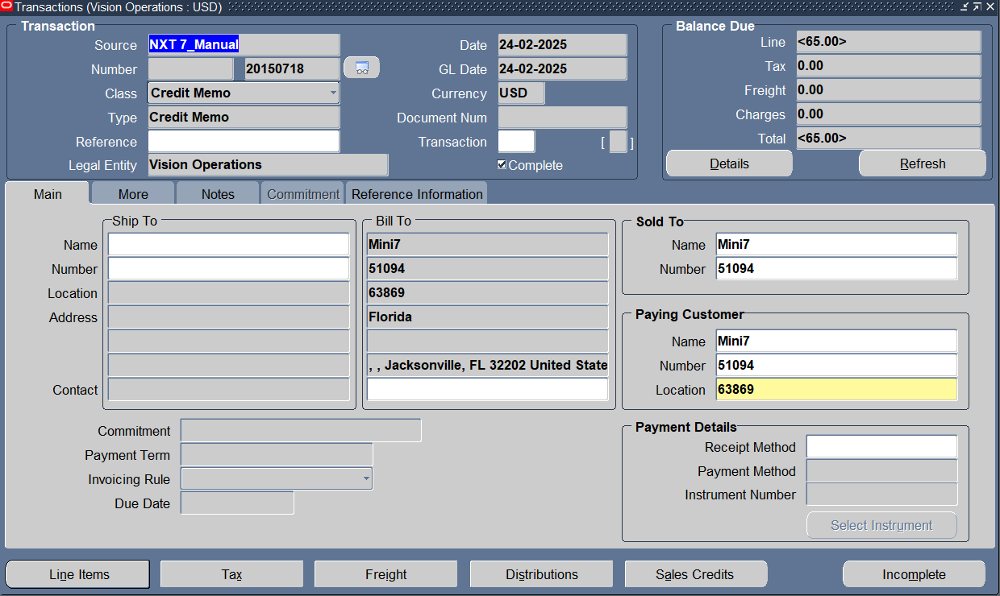 Transactions (Vision Operations : USD)
Transaction
Source NXT 7_Manual
Number 20150718
Class Credit Memo
Type Credit Memo
Reference
Legal Entity Vision Operations
Date 24-02-2025
GL Date 24-02-2025
Currency USD
Document Num
Transaction [ ]
Complete
Balance Due
Line <65.00>
Tax 0.00
Freight 0.00
Charges 0.00
Total <65.00>
Details Refresh
Main More Notes Commitment Reference Information
Ship To
Name
Number
Location
Address
Contact
Bill To
Mini7
51094
63869
Florida
, , Jacksonville, FL 32202 United State
Sold To
Name Mini7
Number 51094
Paying Customer
Name Mini7
Number 51094
Location 63869
Commitment
Payment Term
Invoicing Rule
Due Date
Payment Details
Receipt Method
Payment Method
Instrument Number
Select Instrument
Line Items Tax Freight Distributions Sales Credits Incomplete